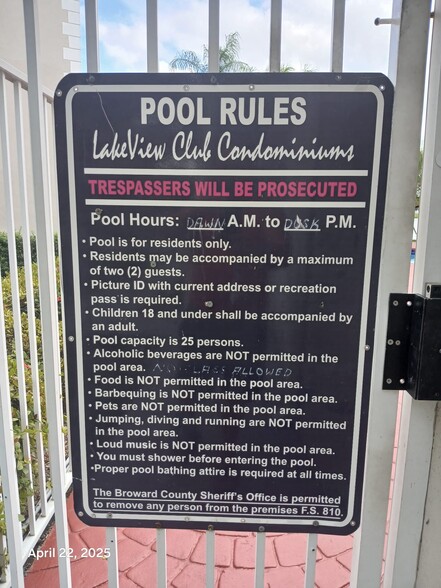 POOL RULES
LakeView Club Condominiums
TRESPASSERS WILL BE PROSECUTED
Pool Hours: DAWN A.M. to DUSK P.M.
• Pool is for residents only.
• Residents may be accompanied by a maximum
of two (2) guests.
• Picture ID with current address or recreation
pass is required.
• Children 18 and under shall be accompanied by
an adult.
• Pool capacity is 25 persons.
• Alcoholic beverages are NOT permitted in the
pool area. NO GLASS ALLOWED
• Food is NOT permitted in the pool area.
• Barbequing is NOT permitted in the pool area.
• Pets are NOT permitted in the pool area.
• Jumping, diving and running are NOT permitted
in the pool area.
• Loud music is NOT permitted in the pool area.
• You must shower before entering the pool.
•Proper pool bathing attire is required at all times.
The Broward County Sheriff's Office is permitted
to remove any person from the premises F.S. 810.
April 22, 2025